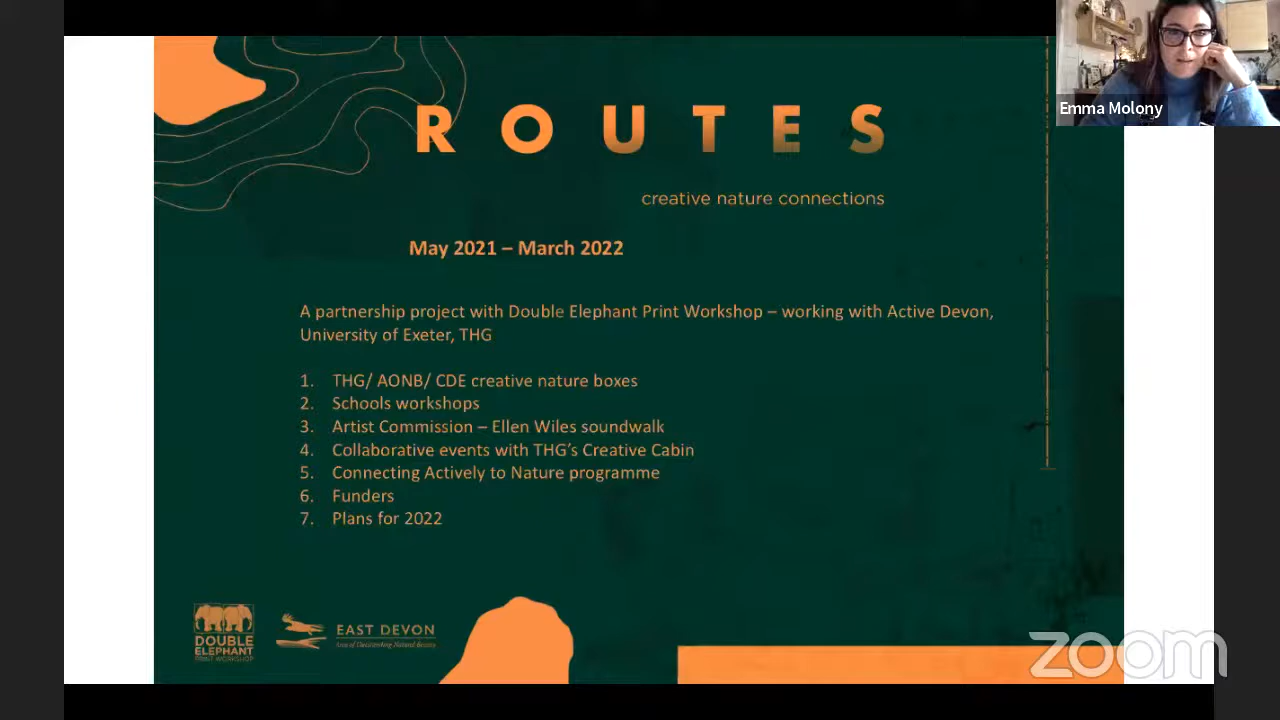 Emma Molony
ROUTES
creative nature connections
May 2021 – March 2022
A partnership project with Double Elephant Print Workshop – working with Active Devon,
University of Exeter, THG
1. THG/ AONB/ CDE creative nature boxes
2. Schools workshops
3. Artist Commission – Ellen Wiles soundwalk
4. Collaborative events with THG's Creative Cabin
5. Connecting Actively to Nature programme
6. Funders
7. Plans for 2022
DOUBLE
ELEPHANT
PRINT WORKSHOP
EAST DEVON
Area of Outstanding Natural Beauty
zoom